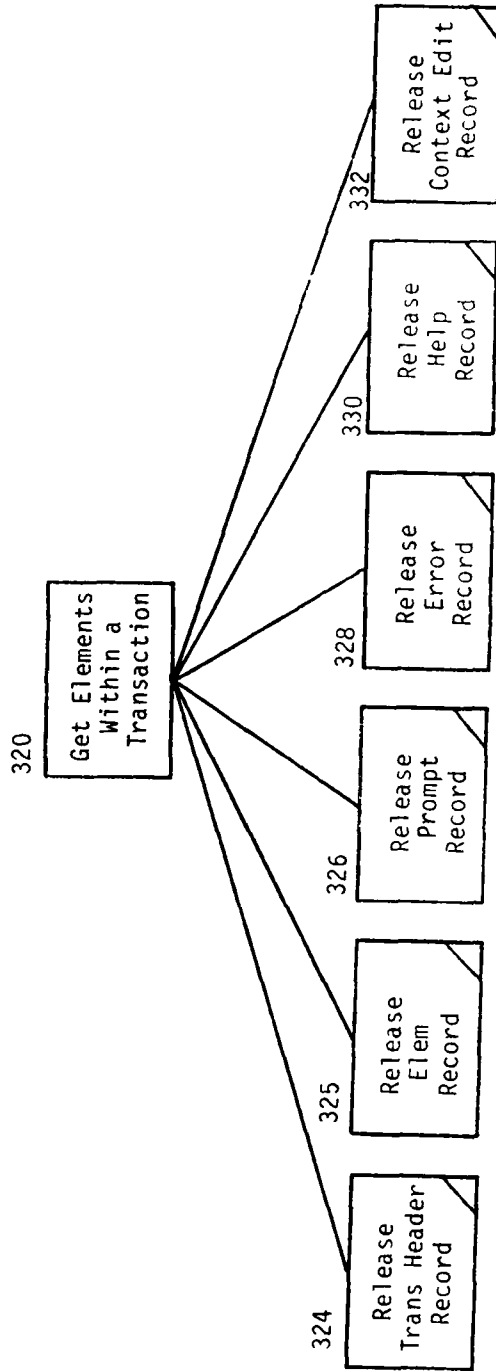 320
Get Elements
Within a
Transaction
324
Release
Trans Header
Record
325
Release
Elem
Record
326
Release
Prompt
Record
328
Release
Error
Record
330
Release
Help
Record
332
Release
Context Edit
Record